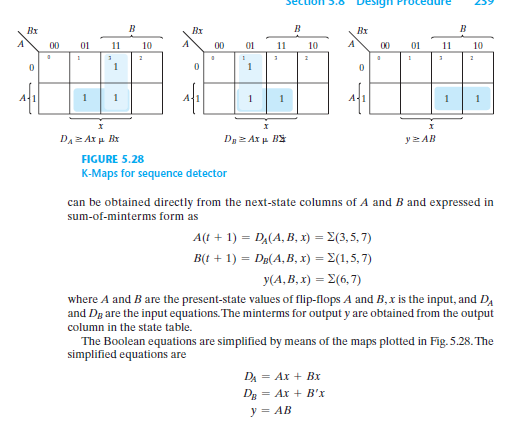 Section 5.8 Design Procedure 239
Bx B Bx B Bx B
A 00 01 11 10 A 00 01 11 10 A 00 01 11 10
0 1 3 2 0 1 3 2 0 1 3 2
0 1 0 1 0
A 1 1 1 A 1 1 1 A 1 1 1
x x x
D_A ≥ Ax μ Bx D_B ≥ Ax μ B'x y ≥ AB
FIGURE 5.28
K-Maps for sequence detector
can be obtained directly from the next-state columns of A and B and expressed in
sum-of-minterms form as
A(t + 1) = D_A(A, B, x) = Σ(3, 5, 7)
B(t + 1) = D_B(A, B, x) = Σ(1, 5, 7)
y(A, B, x) = Σ(6, 7)
where A and B are the present-state values of flip-flops A and B, x is the input, and D_A
and D_B are the input equations. The minterms for output y are obtained from the output
column in the state table.
The Boolean equations are simplified by means of the maps plotted in Fig. 5.28. The
simplified equations are
D_A = Ax + Bx
D_B = Ax + B'x
y = AB